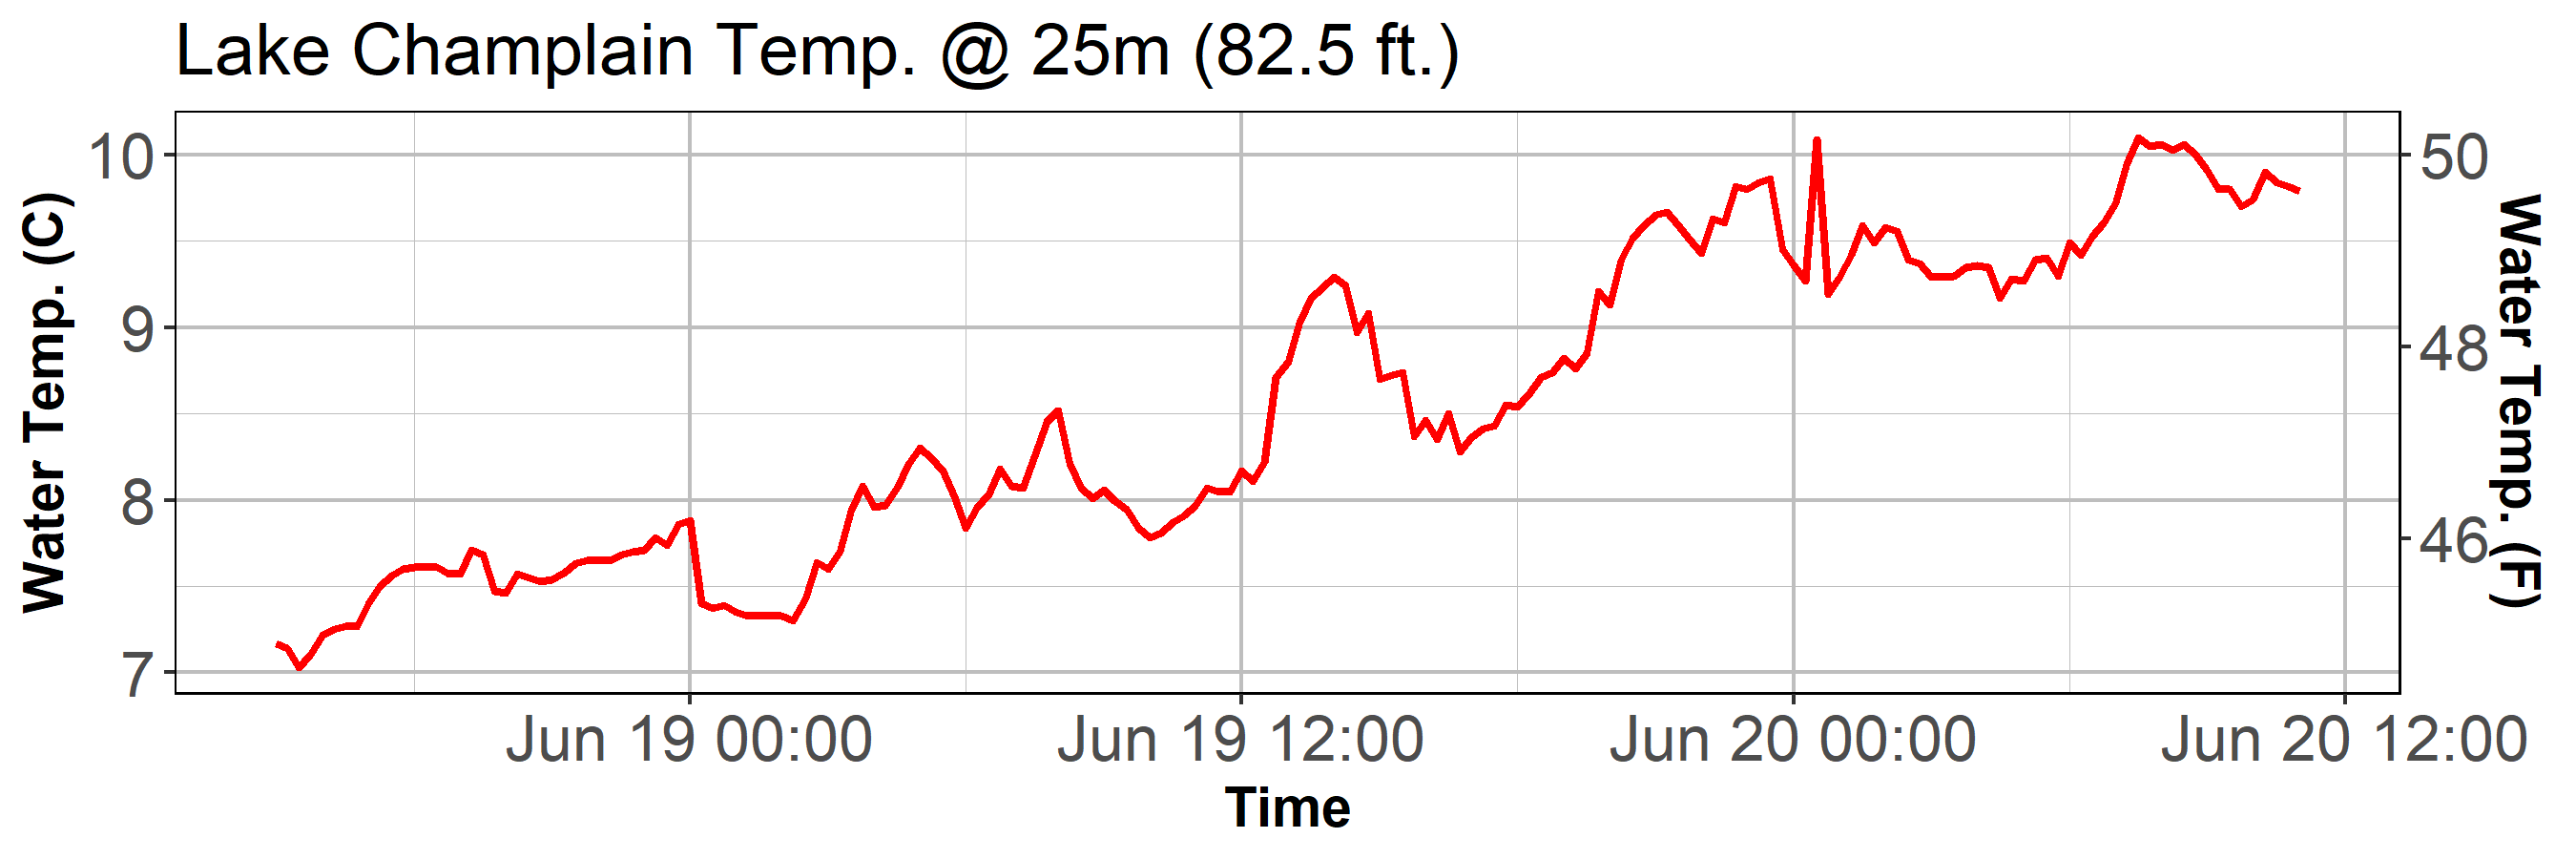 Lake Champlain Temp. @ 25m (82.5 ft.)
Water Temp. (C)
10
9
8
7
50
48
46
Water Temp. (F)
Jun 19 00:00 Jun 19 12:00 Jun 20 00:00 Jun 20 12:00
Time